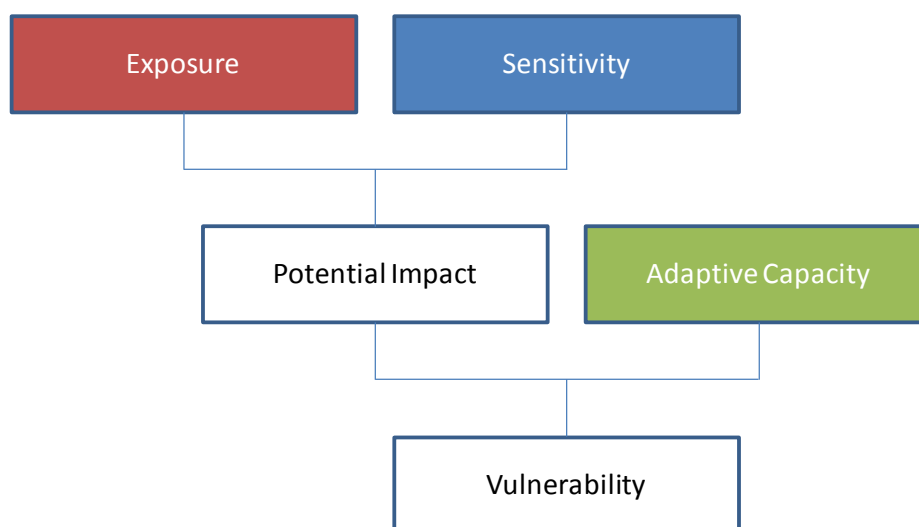 Exposure
Sensitivity
Potential Impact
Adaptive Capacity
Vulnerability